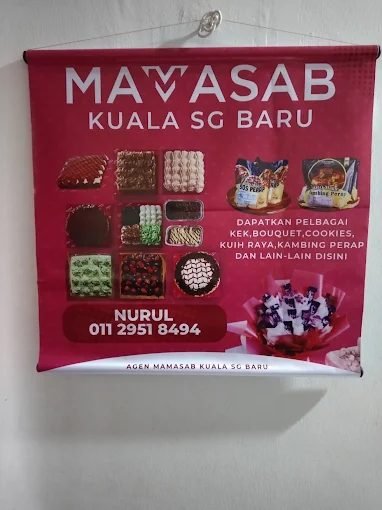 MAMASAB
KUALA SG BARU
DAPATKAN PELBAGAI
KEK,BOUQUET,COOKIES,
KUIH RAYA,KAMBING PERAP
DAN LAIN-LAIN DISINI
NURUL
011 2951 8494
AGEN MAMASAB KUALA SG BARU